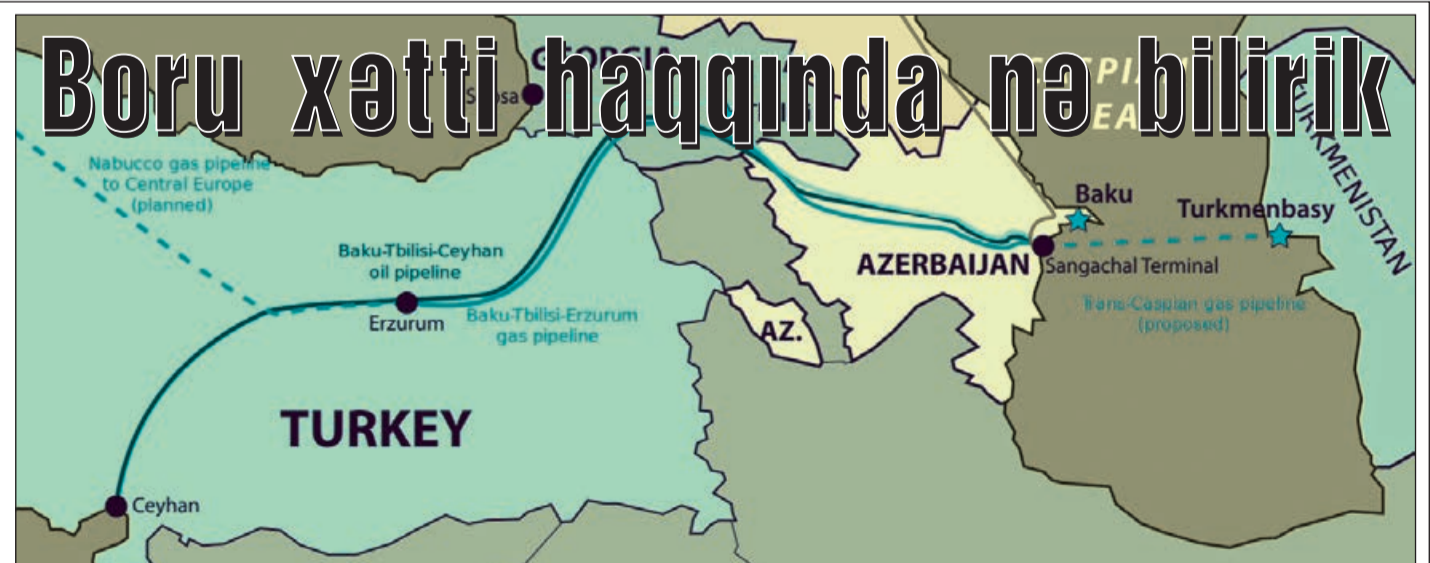 Boru xətti haqqında nə bilirik
GEORGIA
TURKMENISTAN
Nabucco gas pipeline
to Central Europe
(planned)
Baku
Turkmenbasy
Baku-Tbilisi-Ceyhan
oil pipeline
AZERBAIJAN
Sangachal Terminal
Erzurum
Baku-Tbilisi-Erzurum
gas pipeline
Trans-Caspian gas pipeline
(proposed)
AZ.
TURKEY
Ceyhan